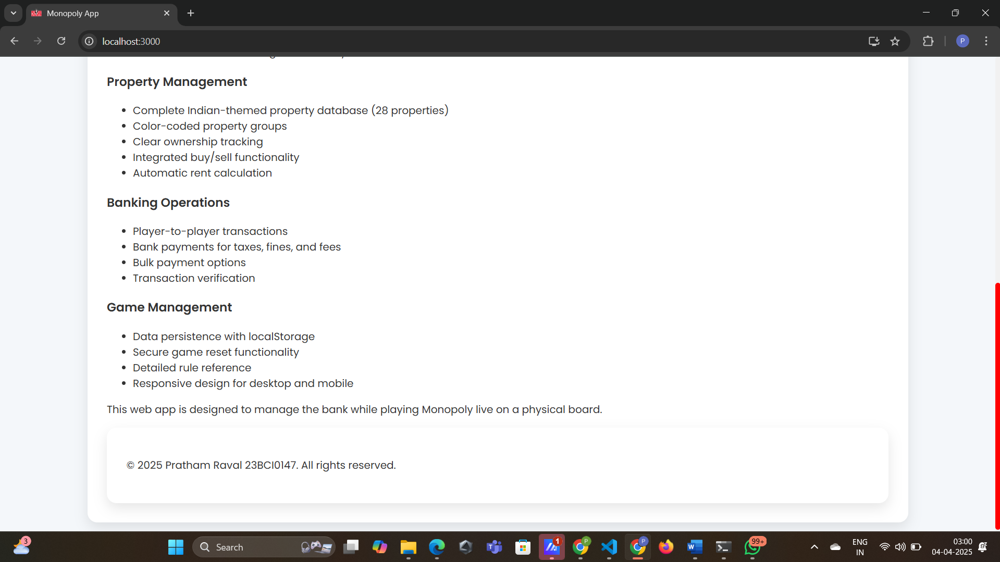 Monopoly App
localhost:3000
P
Property Management
• Complete Indian-themed property database (28 properties)
• Color-coded property groups
• Clear ownership tracking
• Integrated buy/sell functionality
• Automatic rent calculation
Banking Operations
• Player-to-player transactions
• Bank payments for taxes, fines, and fees
• Bulk payment options
• Transaction verification
Game Management
• Data persistence with localStorage
• Secure game reset functionality
• Detailed rule reference
• Responsive design for desktop and mobile
This web app is designed to manage the bank while playing Monopoly live on a physical board.
© 2025 Pratham Raval 23BCI0147. All rights reserved.
3
Search
1
P
P
99+
ENG
IN
03:00
04-04-2025